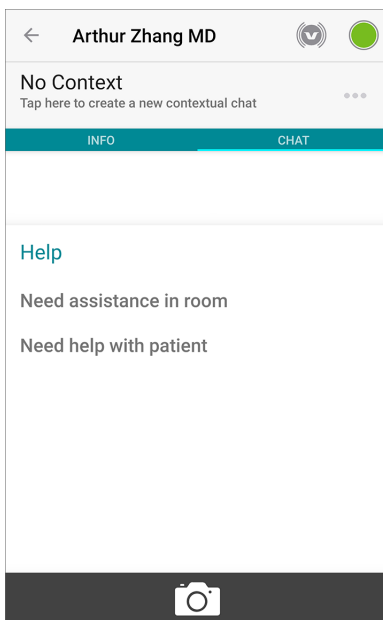 Arthur Zhang MD
No Context
Tap here to create a new contextual chat
INFO
CHAT
Help
Need assistance in room
Need help with patient